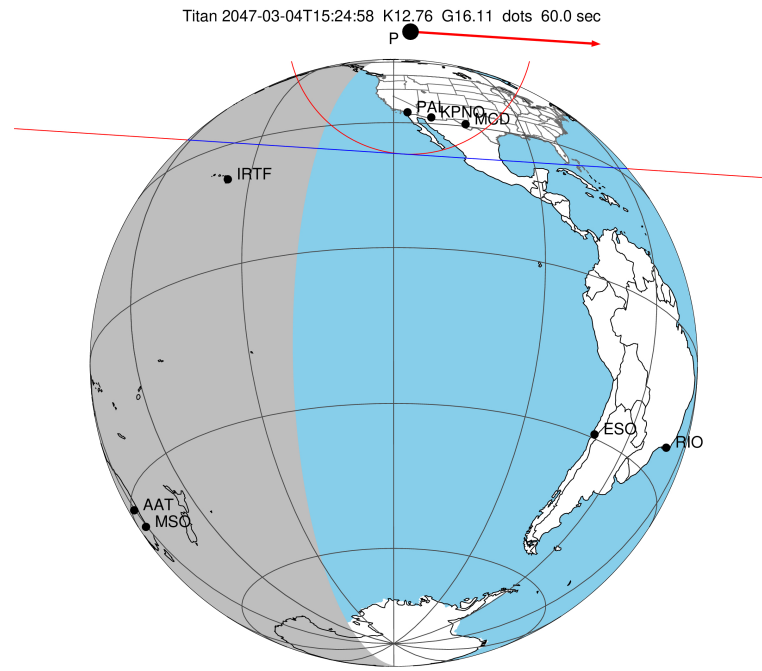 Titan 2047-03-04T15:24:58 K12.76 G16.11 dots 60.0 sec
P
PAL
KPNO
MCD
IRTF
ESO
RIO
AAT
MSO